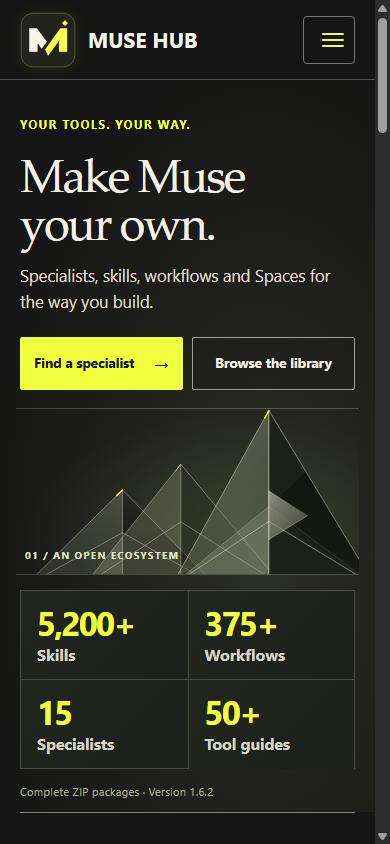 MUSE HUB
YOUR TOOLS. YOUR WAY.
Make Muse
your own.
Specialists, skills, workflows and Spaces for
the way you build.
Find a specialist →
Browse the library
01 / AN OPEN ECOSYSTEM
5,200+
Skills
375+
Workflows
15
Specialists
50+
Tool guides
Complete ZIP packages · Version 1.6.2